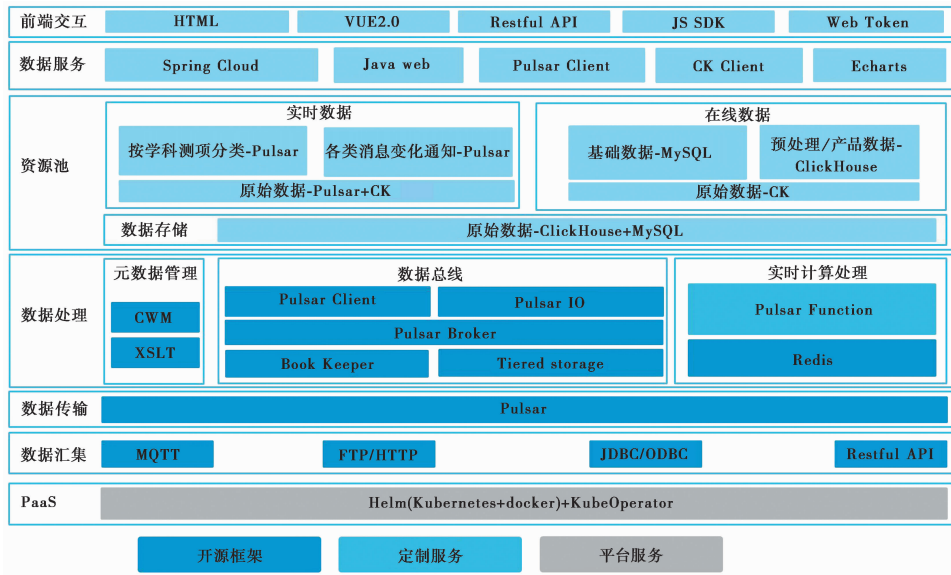 前端交互 HTML VUE2.0 Restful API JS SDK Web Token
数据服务 Spring Cloud Java web Pulsar Client CK Client Echarts
资源池
实时数据
按学科测项分类-Pulsar 各类消息变化通知-Pulsar
原始数据-Pulsar+CK
在线数据
基础数据-MySQL
预处理/产品数据-
ClickHouse
原始数据-CK
数据存储 原始数据-ClickHouse+MySQL
数据处理
元数据管理
CWM
XSLT
数据总线
Pulsar Client Pulsar IO
Pulsar Broker
Book Keeper Tiered storage
实时计算处理
Pulsar Function
Redis
数据传输 Pulsar
数据汇集 MQTT FTP/HTTP JDBC/ODBC Restful API
PaaS Helm(Kubernetes+docker)+KubeOperator
开源框架 定制服务 平台服务